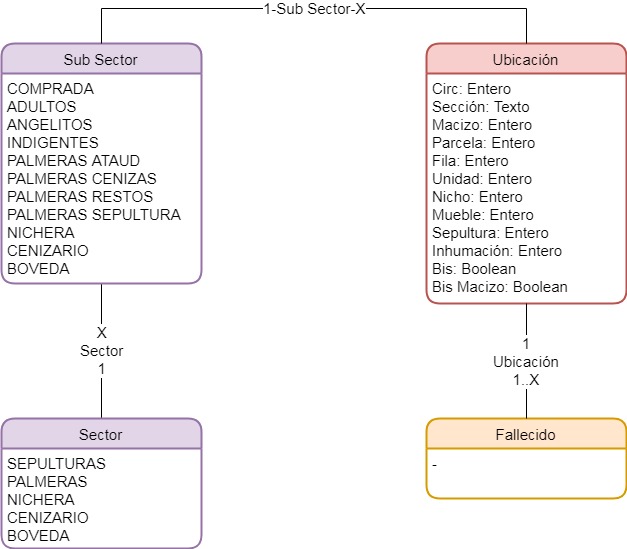 1-Sub Sector-X
Sub Sector
COMPRADA
ADULTOS
ANGELITOS
INDIGENTES
PALMERAS ATAUD
PALMERAS CENIZAS
PALMERAS RESTOS
PALMERAS SEPULTURA
NICHERA
CENIZARIO
BOVEDA
X
Sector
1
Sector
SEPULTURAS
PALMERAS
NICHERA
CENIZARIO
BOVEDA
Ubicación
Circ: Entero
Sección: Texto
Macizo: Entero
Parcela: Entero
Fila: Entero
Unidad: Entero
Nicho: Entero
Mueble: Entero
Sepultura: Entero
Inhumación: Entero
Bis: Boolean
Bis Macizo: Boolean
1
Ubicación
1..X
Fallecido
-